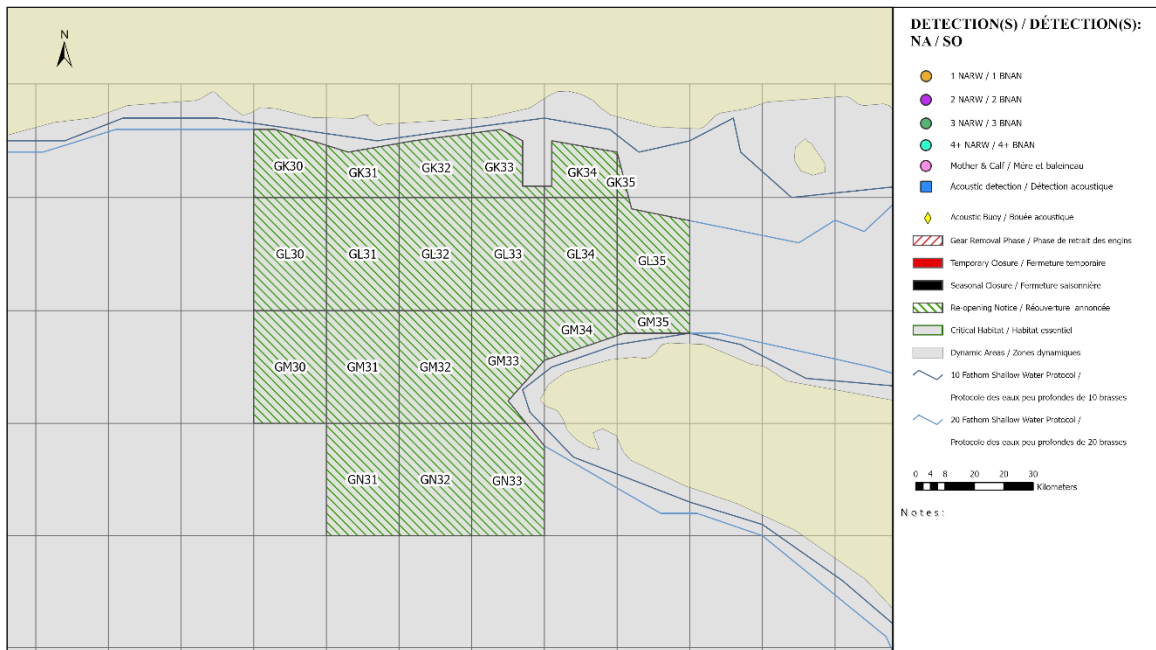 N
GK30
GK31
GK32
GK33
GK34
GK35
GL30
GL31
GL32
GL33
GL34
GL35
GM30
GM31
GM32
GM33
GM34
GM35
GN31
GN32
GN33
DETECTION(S) / DÉTECTION(S):
NA / SO
1 NARW / 1 BNAN
2 NARW / 2 BNAN
3 NARW / 3 BNAN
4+ NARW / 4+ BNAN
Mother & Calf / Mère et baleineau
Acoustic detection / Détection acoustique
Acoustic Buoy / Bouée acoustique
Gear Removal Phase / Phase de retrait des engins
Temporary Closure / Fermeture temporaire
Seasonal Closure / Fermeture saisonnière
Re-opening Notice / Réouverture annoncée
Critical Habitat / Habitat essentiel
Dynamic Areas / Zones dynamiques
10 Fathom Shallow Water Protocol /
Protocole des eaux peu profondes de 10 brasses
20 Fathom Shallow Water Protocol /
Protocole des eaux peu profondes de 20 brasses
0 4 8 20 20 30
Kilometers
Notes: